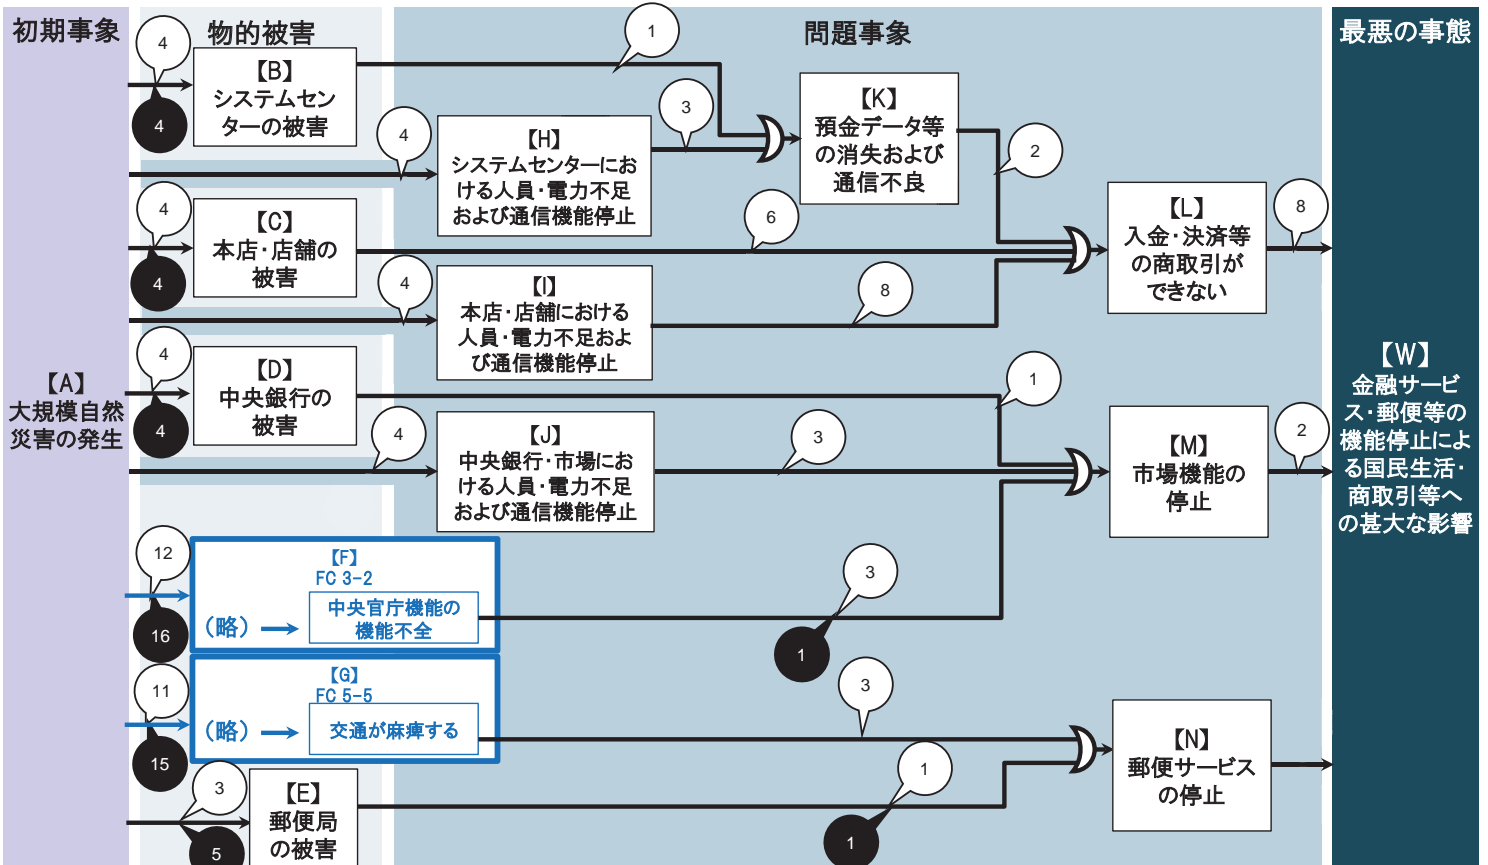 初期事象
物的被害
問題事象
最悪の事態
【A】
大規模自然
災害の発生
4
4
【B】
システムセン
ターの被害
1
4
【H】
システムセンターにお
ける人員・電力不足
および通信機能停止
3
【K】
預金データ等
の消失および
通信不良
2
4
4
【C】
本店・店舗の
被害
6
4
【I】
本店・店舗における
人員・電力不足およ
び通信機能停止
8
【L】
入金・決済等
の商取引が
できない
8
4
4
【D】
中央銀行の
被害
1
4
【J】
中央銀行・市場にお
ける人員・電力不足
および通信機能停止
3
【M】
市場機能の
停止
2
12
16
【F】
FC 3-2
(略)
中央官庁機能の
機能不全
3
1
11
15
【G】
FC 5-5
(略)
交通が麻痺する
3
3
5
【E】
郵便局
の被害
1
1
【N】
郵便サービス
の停止
【W】
金融サービ
ス・郵便等の
機能停止によ
る国民生活・
商取引等へ
の甚大な影響